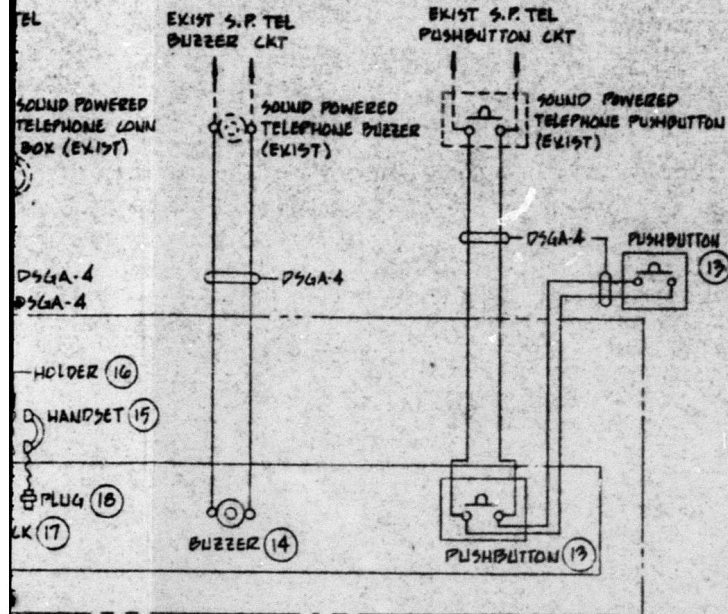 TEL
EXIST S.P. TEL
BUZZER CKT
EXIST S.P. TEL
PUSHBUTTON CKT
SOUND POWERED
TELEPHONE CONN
BOX (EXIST)
SOUND POWERED
TELEPHONE BUZZER
(EXIST)
SOUND POWERED
TELEPHONE PUSHBUTTON
(EXIST)
DSGA-4
DSGA-4
DSGA-4
DSGA-4
PUSHBUTTON
13
HOLDER 16
HANDSET 15
PLUG 18
17
BUZZER 14
PUSHBUTTON 13